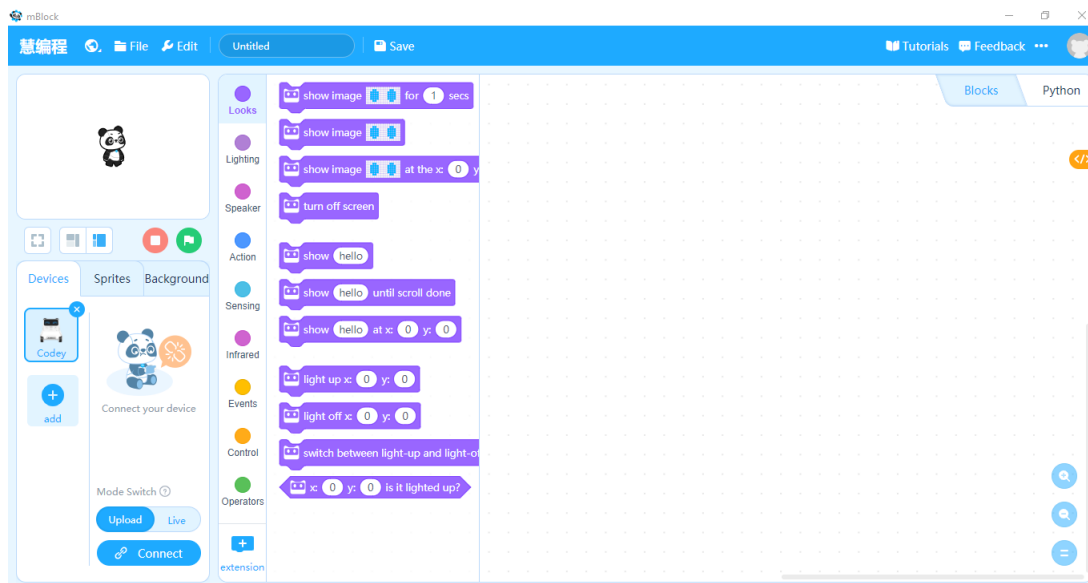 mBlock
慧编程 File Edit Untitled Save Tutorials Feedback
Blocks Python
Looks
Lighting
Speaker
Action
Sensing
Infrared
Events
Control
Operators
extension
show image for 1 secs
show image
show image at the x: 0 y
turn off screen
show hello
show hello until scroll done
show hello at x: 0 y: 0
light up x: 0 y: 0
light off x: 0 y: 0
switch between light-up and light-of
x: 0 y: 0 is it lighted up?
Devices Sprites Background
Codey
add
Connect your device
Mode Switch
Upload Live
Connect